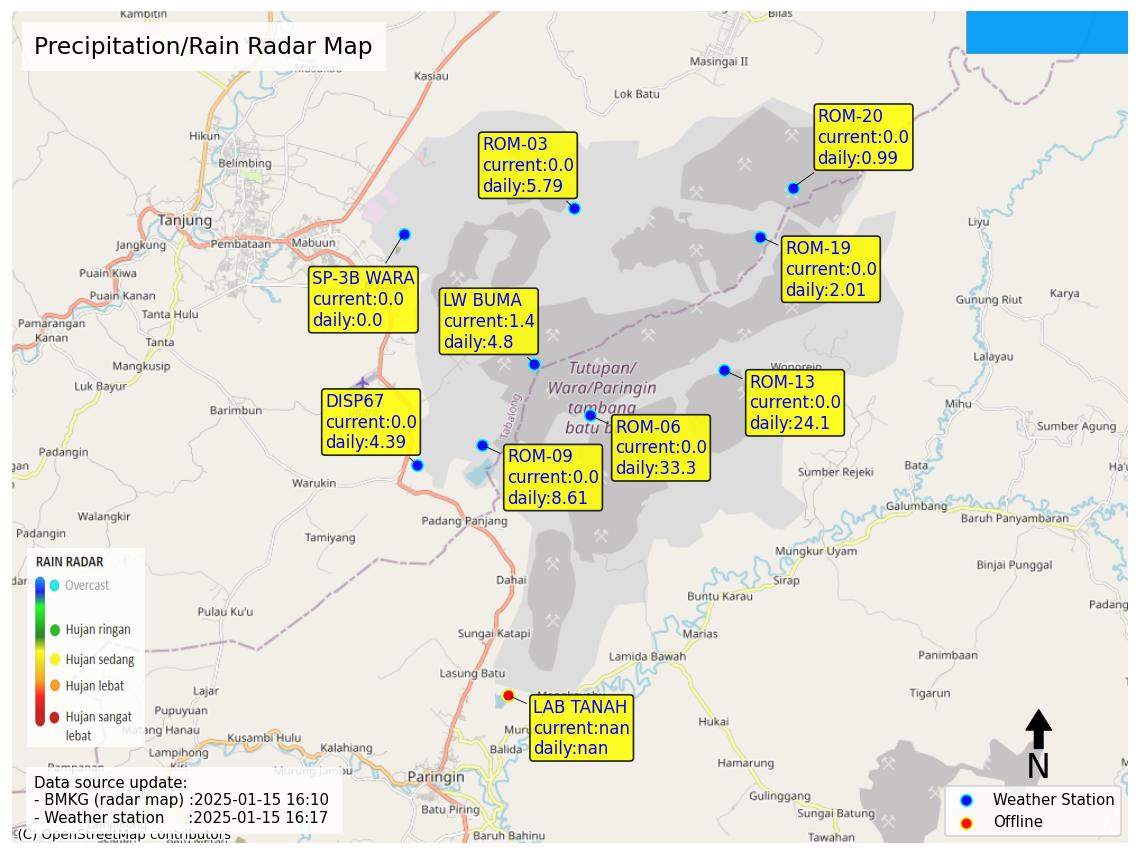 Kambitin
Bilas
Precipitation/Rain Radar Map
Masukau
Kasiau
Masingai II
Lok Batu
Hikun
Belimbing
ROM-03
current:0.0
daily:5.79
ROM-20
current:0.0
daily:0.99
Tanjung
Jangkung
Pembataan
Mabuun
Liyu
Puain Kiwa
Puain Kanan
SP-3B WARA
current:0.0
daily:0.0
ROM-19
current:0.0
daily:2.01
LW BUMA
current:1.4
daily:4.8
Gunung Riut
Karya
Tanta Hulu
Pamarangan
Kanan
Tanta
Mangkusip
Luk Bayur
Lalayau
Tutupan/
Wara/Paringin
tambang
batu b
Wonorejo
ROM-13
current:0.0
daily:24.1
Barimbun
DISP67
current:0.0
daily:4.39
Tabalong
ROM-06
current:0.0
daily:33.3
Mihu
Sumber Agung
Padangin
gan
ROM-09
current:0.0
daily:8.61
Warukin
Bata
Sumber Rejeki
Galumbang
Walangkir
Padangin
Padang Panjang
Baruh Panyambaran
Tamiyang
Mungkur Uyam
Binjai Punggal
RAIN RADAR
Overcast
Hujan ringan
Hujan sedang
Hujan lebat
Hujan sangat
lebat
Dahai
Sirap
Buntu Karau
Padang
Pulau Ku'u
Sungai Katapi
Marias
Lamida Bawah
Panimbaan
Lasung Batu
Lajar
Tigarun
Pupuyuan
LAB TANAH
current:nan
daily:nan
Matang Hanau
Kusambi Hulu
Kalahiang
Lampihong
Muru
Balida
Hukai
Hamarung
N
Paringin
Murung Jambu
Data source update:
- BMKG (radar map) :2025-01-15 16:10
- Weather station :2025-01-15 16:17
(C) OpenStreetMap contributors
Batu Piring
Baruh Bahinu
Gulinggang
Sungai Batung
Tawahan
Weather Station
Offline